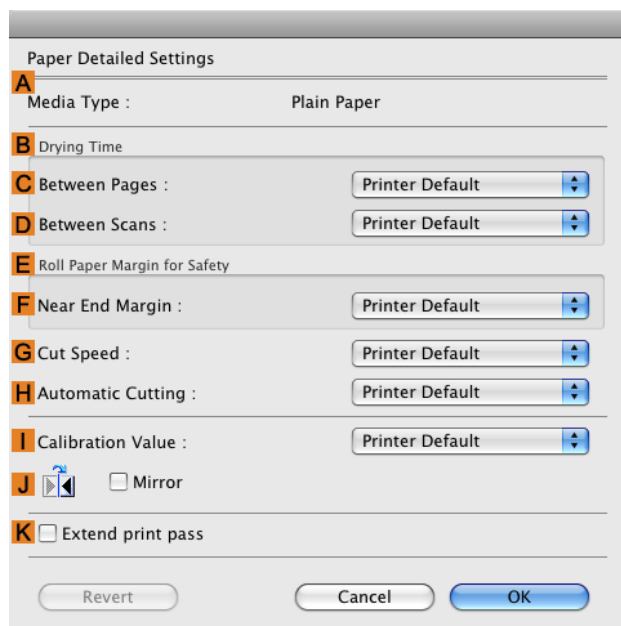 Paper Detailed Settings
A
Media Type : Plain Paper
B Drying Time
C Between Pages : Printer Default
D Between Scans : Printer Default
E Roll Paper Margin for Safety
F Near End Margin : Printer Default
G Cut Speed : Printer Default
H Automatic Cutting : Printer Default
I Calibration Value : Printer Default
J Mirror
K Extend print pass
Revert Cancel OK